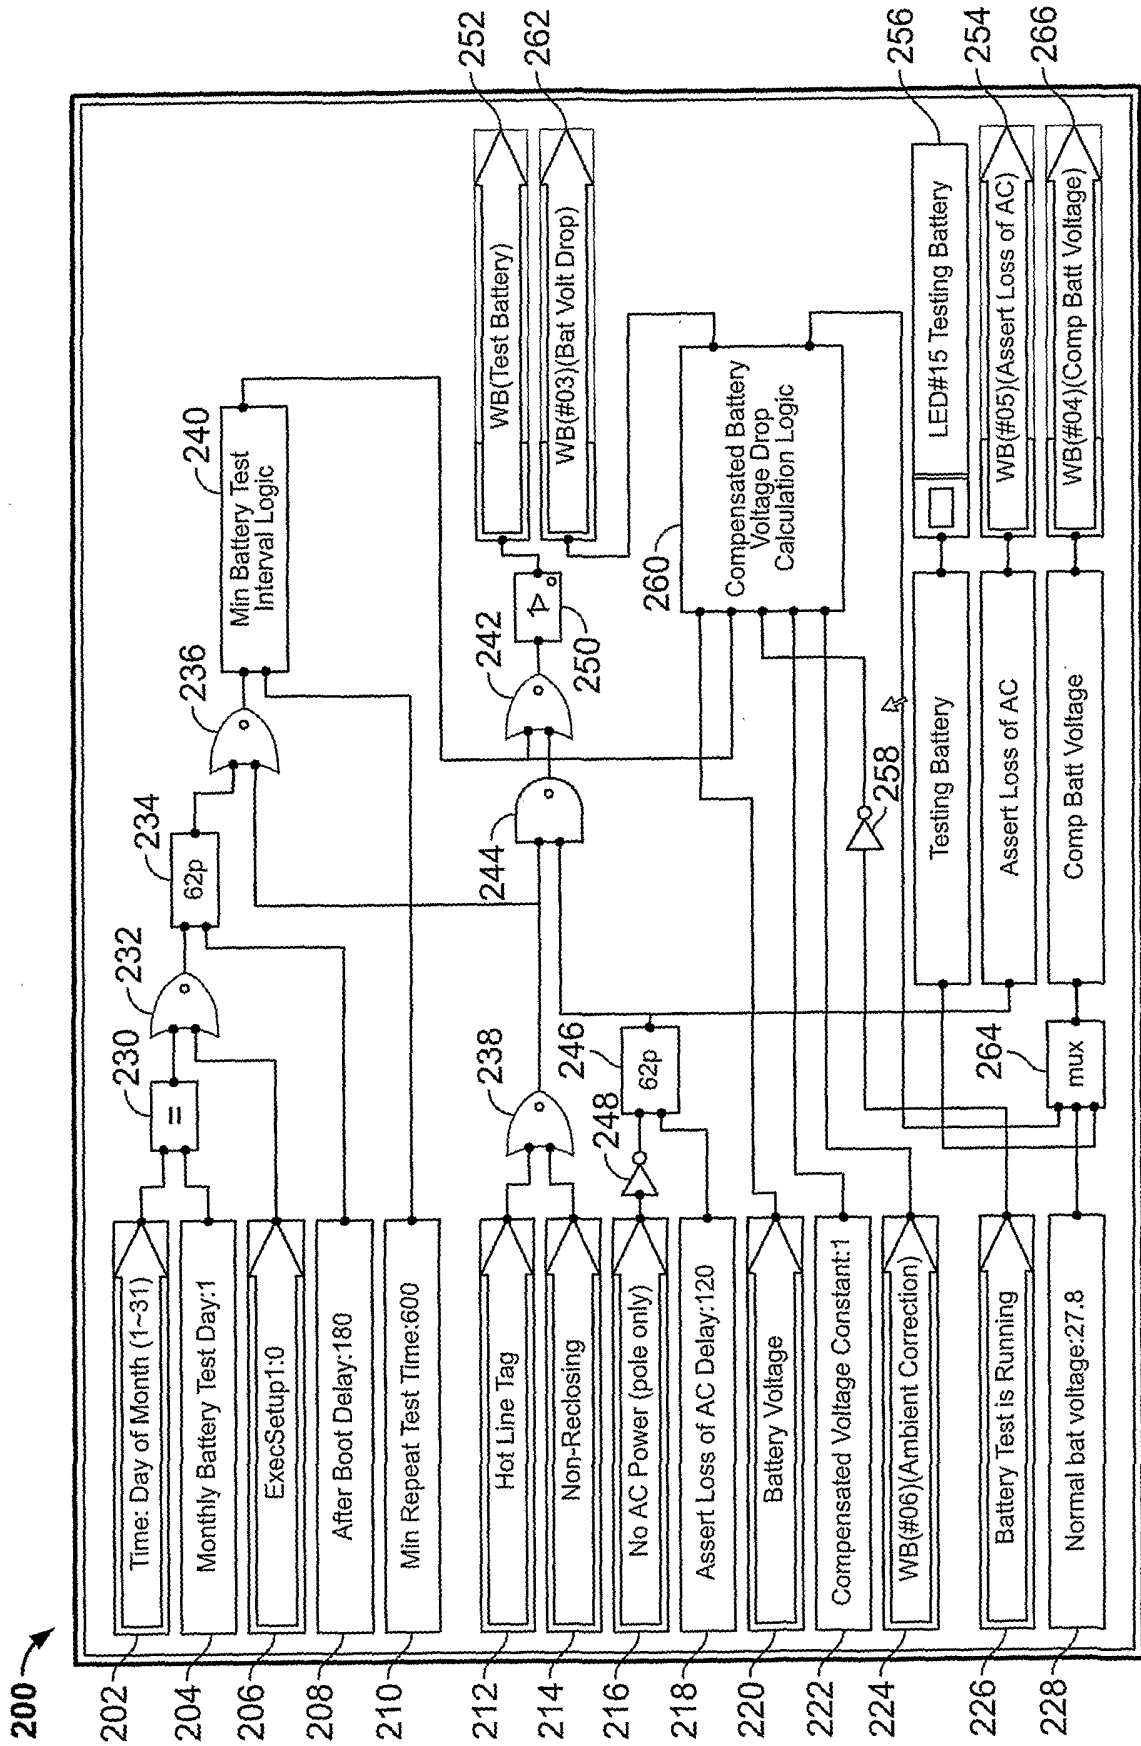 200
202
204
206
208
210
212
214
216
218
220
222
224
226
228
Time: Day of Month (1~31)
Monthly Battery Test Day:1
ExecSetup1:0
After Boot Delay:180
Min Repeat Test Time:600
Hot Line Tag
Non-Reclosing
No AC Power (pole only)
Assert Loss of AC Delay:120
Battery Voltage
Compensated Voltage Constant:1
WB(#06)(Ambient Correction)
Battery Test is Running
Normal bat voltage:27.8
230
=
232
234
62p
236
240
Min Battery Test
Interval Logic
238
248
246
62p
244
242
250
258
260
Compensated Battery
Voltage Drop
Calculation Logic
264
mux
Testing Battery
Assert Loss of AC
Comp Batt Voltage
WB(Test Battery)
WB(#03)(Bat Volt Drop)
LED#15 Testing Battery
WB(#05)(Assert Loss of AC)
WB(#04)(Comp Batt Voltage)
252
262
256
254
266